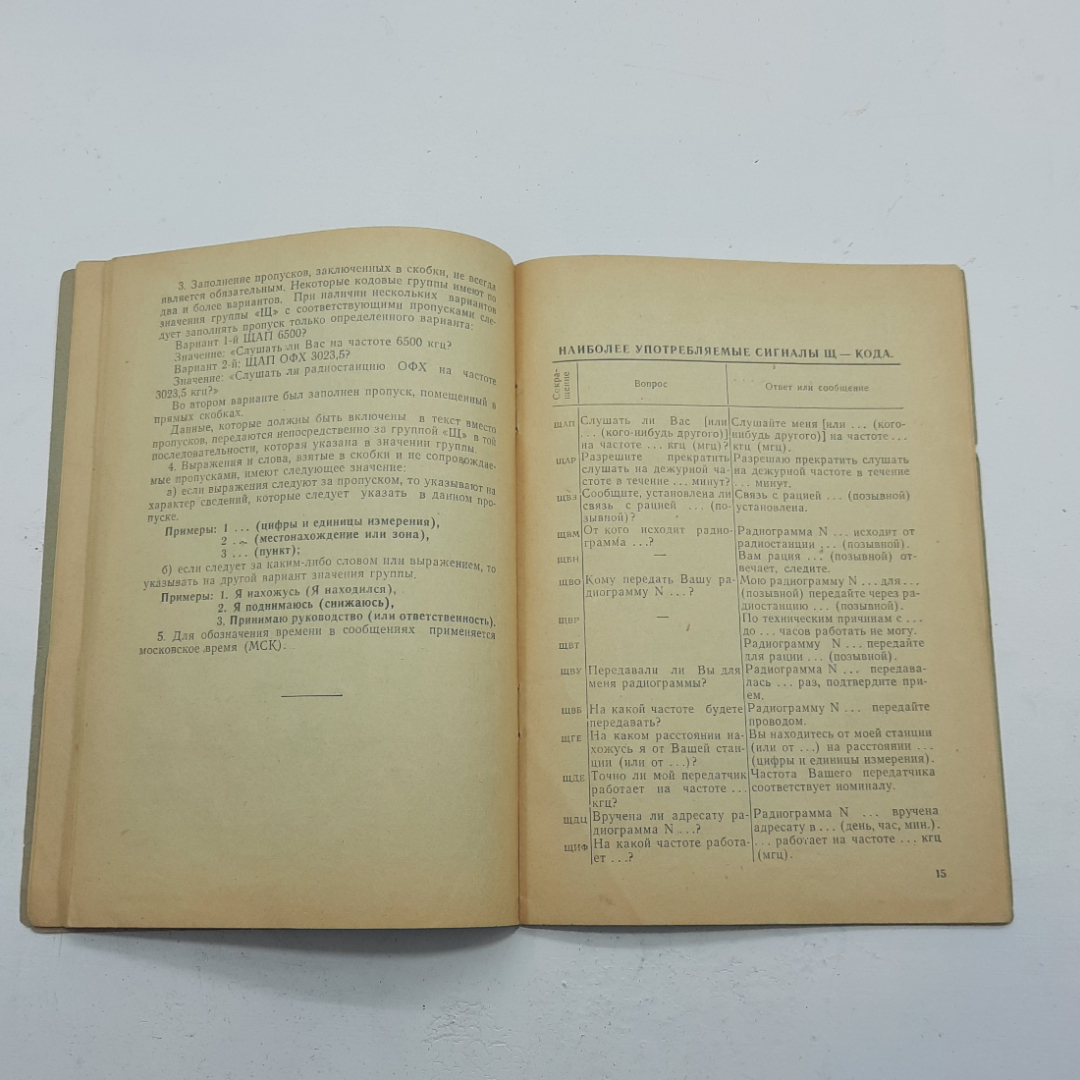 3. Заполнение пропусков, заключенных в скобки, не всегда
является обязательным. Некоторые кодовые группы имеют по
два и более вариантов. При наличии нескольких вариантов
значения группы «Щ» с соответствующими пропусками сле-
дует заполнять пропуск только определенного варианта:
Вариант 1-й ЩАП 6500?
Значение: «Слушать ли Вас на частоте 6500 кгц?
Вариант 2-й: ЩАП ОФХ 3023,5?
Значение: «Слушать ли радиостанцию ОФХ на частоте
3023,5 кгц?»
Во втором варианте был заполнен пропуск, помещенный в
прямых скобках.
Данные, которые должны быть включены в текст вместо
пропусков, передаются непосредственно за группой «Щ» в той
последовательности, которая указана в значении группы.
4. Выражения и слова, взятые в скобки и не сопровождае-
мые пропусками, имеют следующее значение:
а) если выражения следуют за пропуском, то указывают на
характер сведений, которые следует указать в данном про-
пуске.
Примеры: 1 ... (цифры и единицы измерения),
2 ... (местонахождение или зона),
3 ... (пункт);
б) если следует за каким-либо словом или выражением, то
указывать на другой вариант значения группы.
Примеры: 1. Я нахожусь (Я находился),
2. Я поднимаюсь (снижаюсь),
3. Принимаю руководство (или ответственность).
5. Для обозначения времени в сообщениях применяется
московское время (МСК).
НАИБОЛЕЕ УПОТРЕБЛЯЕМЫЕ СИГНАЛЫ Щ — КОДА.
Сокра-
щение
Вопрос
Ответ или сообщение
ЩАП Слушать ли Вас [или Слушайте меня [или ... (кого-
... (кого-нибудь другого)] нибудь другого)] на частоте ...
на частоте ... кгц (мгц)? кгц (мгц).
ЩАР Разрешите прекратить Разрешаю прекратить слушать
слушать на дежурной ча- на дежурной частоте в течение
стоте в течение ... минут? ... минут.
Сообщите, установлена ли Связь с рацией ... (позывной)
связь с рацией ... (по- установлена.
зывной)?
ЩВМ От кого исходят радио- Радиограмма N ... исходит от
грамма ...? радиостанции ... (позывной).
ЩВН — Вам рация ... (позывной) от-
вечает, следите.
ЩВО Кому передать Вашу ра- Мою радиограмму N ... для ...
диограмму N ... ? (позывной) передайте через ра-
диостанцию ... (позывной).
ЩВР — По техническим причинам с ...
до ... часов работать не могу.
ЩВТ Радиограмму N ... передайте
для рации ... (позывной).
ЩВУ Передавали ли Вы для Радиограмма N ... передава-
меня радиограммы? лась ... раз, подтвердите при-
ем.
ЩВБ На какой частоте будете Радиограмму N ... передайте
передавать? проводом.
ЩГЕ На каком расстоянии на- Вы находитесь от моей станции
хожусь я от Вашей стан- (или от ...) на расстоянии ...
ции (или от ...)? (цифры и единицы измерения).
ЩДЕ Точно ли мой передатчик Частота Вашего передатчика
работает на частоте ... соответствует номиналу.
кгц?
ЩДЦ Вручена ли адресату ра- Радиограмма N ... вручена
диограмма N ...? адресату в ... (день, час, мин.).
ЩИФ На какой частоте работа- ... работает на частоте ... кгц
ет ...? (мгц).
15